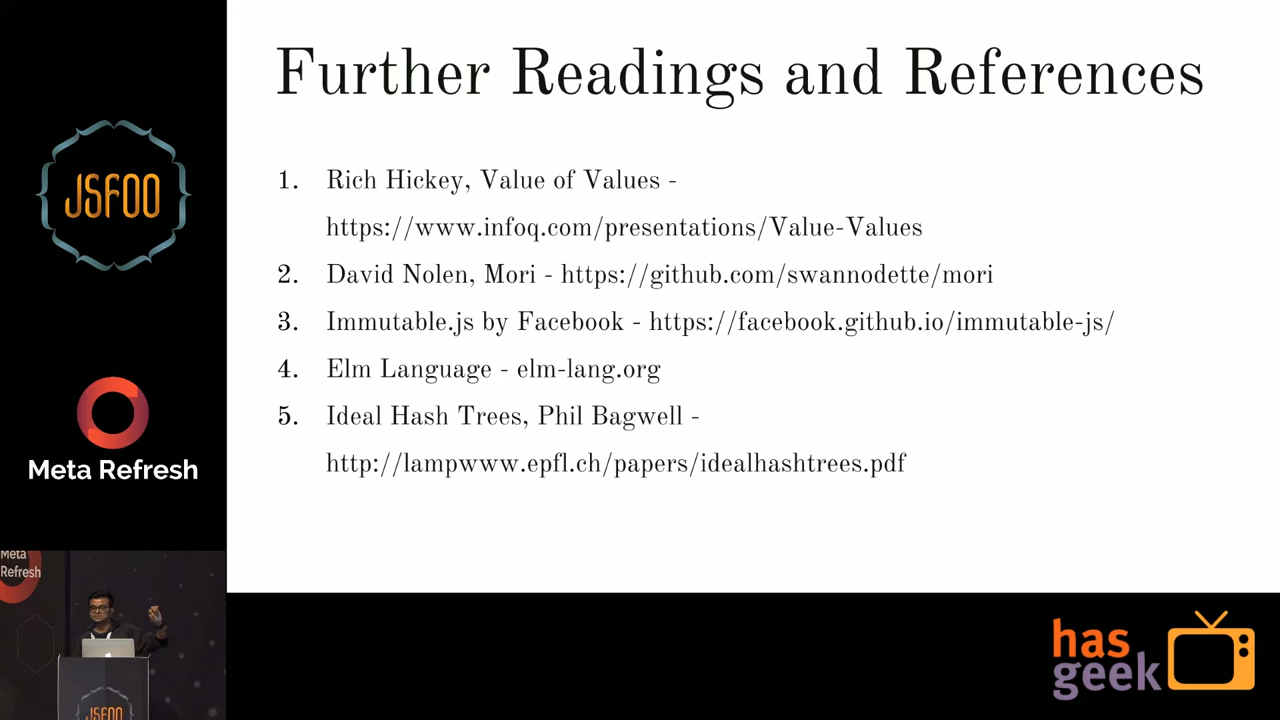 Further Readings and References
1. Rich Hickey, Value of Values -
https://www.infoq.com/presentations/Value-Values
2. David Nolen, Mori - https://github.com/swannodette/mori
3. Immutable.js by Facebook - https://facebook.github.io/immutable-js/
4. Elm Language - elm-lang.org
5. Ideal Hash Trees, Phil Bagwell -
http://lampwww.epfl.ch/papers/idealhashtrees.pdf
JSFOO
Meta Refresh
Meta
Refresh
JSFOO
has
geek